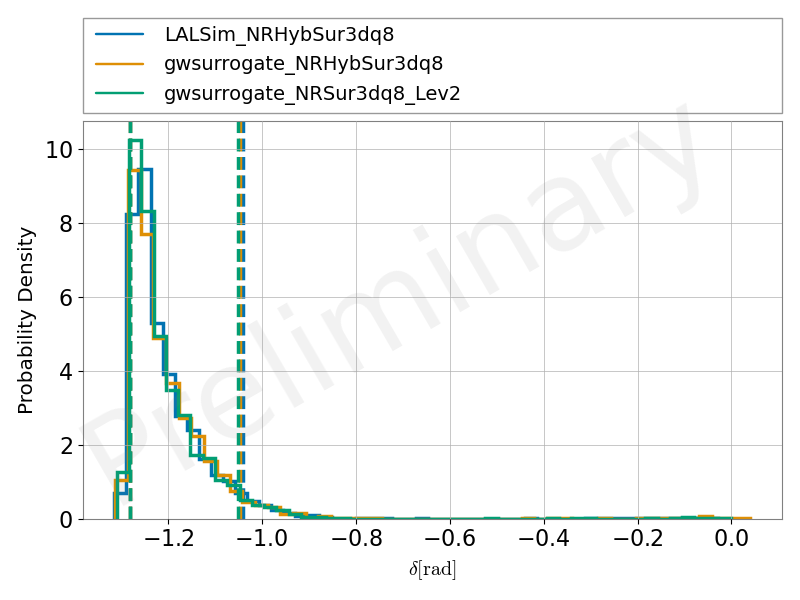 LALSim_NRHybSur3dq8
gwsurrogate_NRHybSur3dq8
gwsurrogate_NRSur3dq8_Lev2
Preliminary
Probability Density
10
8
6
4
2
0
−1.2 −1.0 −0.8 −0.6 −0.4 −0.2 0.0
δ[rad]